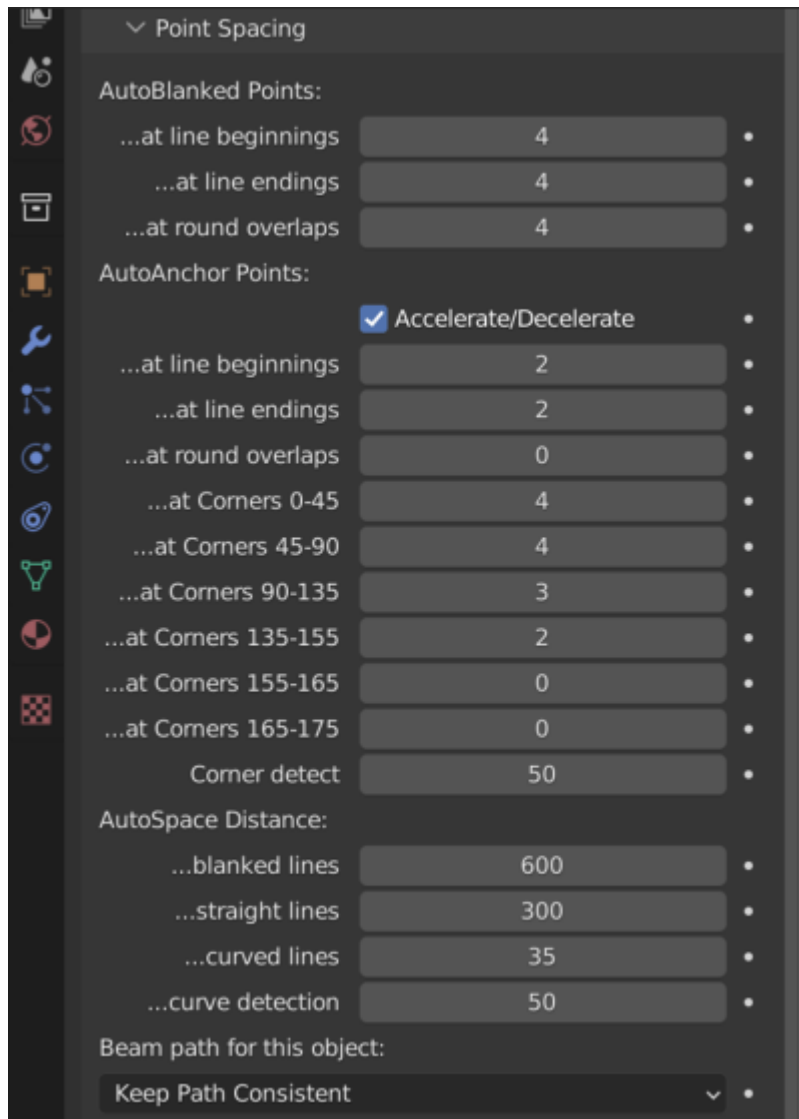 Point Spacing
AutoBlanked Points:
...at line beginnings 4
...at line endings 4
...at round overlaps 4
AutoAnchor Points:
Accelerate/Decelerate
...at line beginnings 2
...at line endings 2
...at round overlaps 0
...at Corners 0-45 4
...at Corners 45-90 4
...at Corners 90-135 3
...at Corners 135-155 2
...at Corners 155-165 0
...at Corners 165-175 0
Corner detect 50
AutoSpace Distance:
...blanked lines 600
...straight lines 300
...curved lines 35
...curve detection 50
Beam path for this object:
Keep Path Consistent